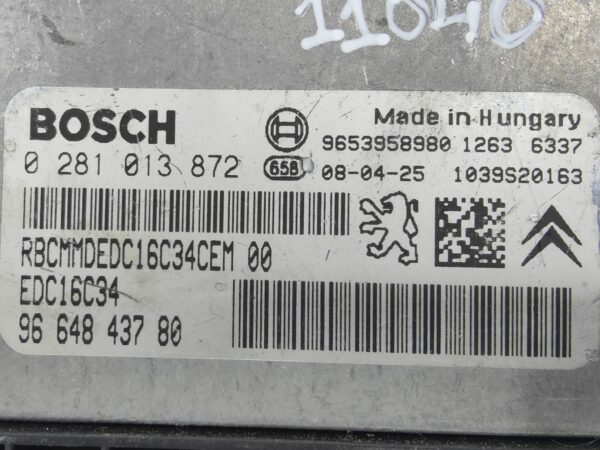 11040
BOSCH
Made in Hungary
9653958980 1263 6337
0 281 013 872 658 08-04-25 1039S20163
RBCMMDEDC16C34CEM 00
EDC16C34
96 648 437 80